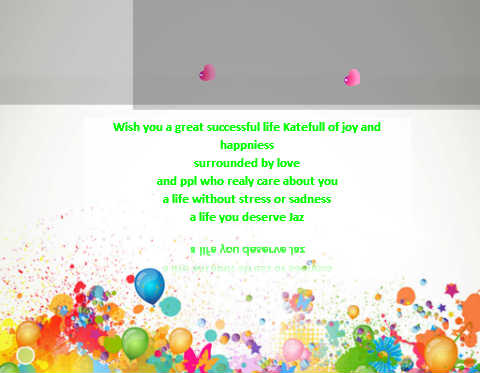 Wish you a great successful life Katefull of joy and
happniess
surrounded by love
and ppl who realy care about you
a life without stress or sadness
a life you deserve Jaz